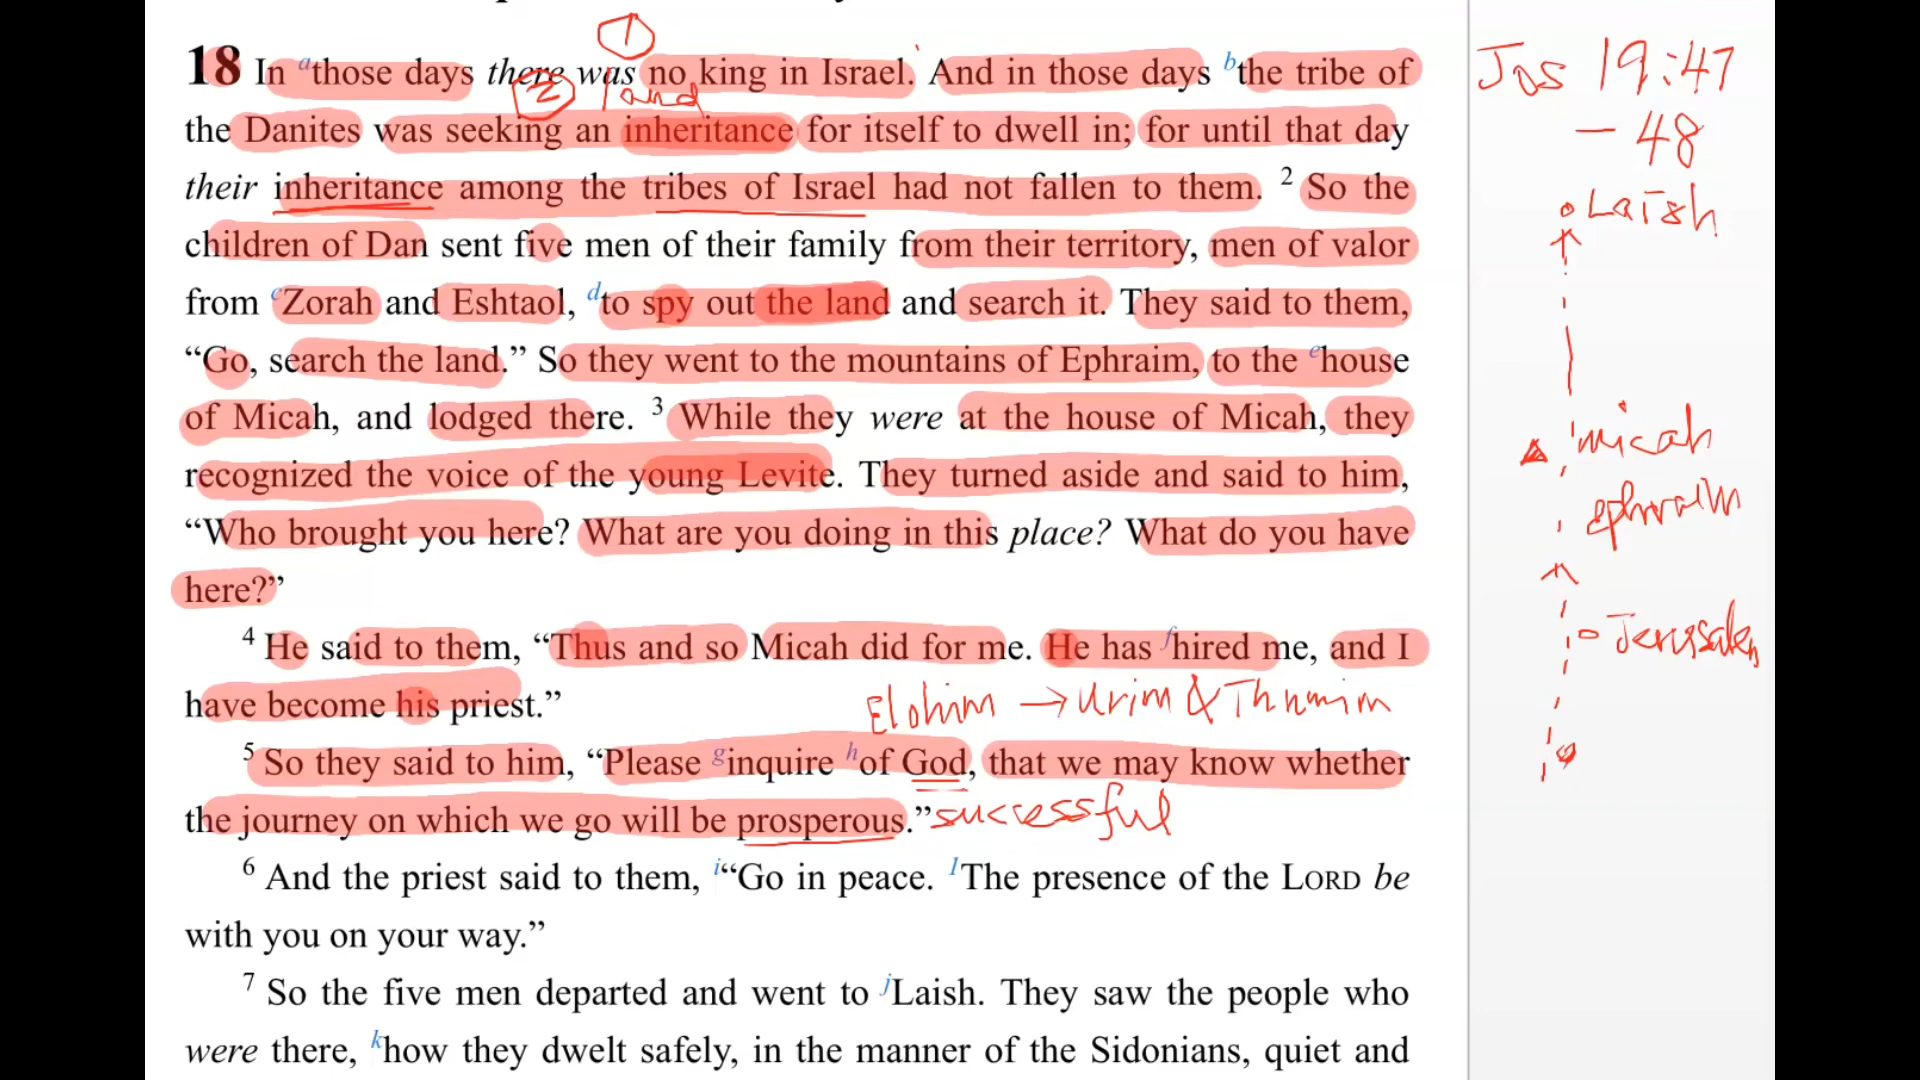 ①
18 In ᵃthose days there was no king in Israel. And in those days ᵇthe tribe of
② land
the Danites was seeking an inheritance for itself to dwell in; for until that day
their inheritance among the tribes of Israel had not fallen to them. ² So the
children of Dan sent five men of their family from their territory, men of valor
from ᶜZorah and Eshtaol, ᵈto spy out the land and search it. They said to them,
“Go, search the land.” So they went to the mountains of Ephraim, to the ᵉhouse
of Micah, and lodged there. ³ While they were at the house of Micah, they
recognized the voice of the young Levite. They turned aside and said to him,
“Who brought you here? What are you doing in this place? What do you have
here?”
⁴ He said to them, “Thus and so Micah did for me. He has ᶠhired me, and I
have become his priest.”
Elohim → Urim & Thummim
⁵ So they said to him, “Please ᵍinquire ʰof God, that we may know whether
the journey on which we go will be prosperous.” successful
⁶ And the priest said to them, ⁱ“Go in peace. ¹The presence of the LORD be
with you on your way.”
⁷ So the five men departed and went to ʲLaish. They saw the people who
were there, ᵏhow they dwelt safely, in the manner of the Sidonians, quiet and
Jos 19:47
- 48
Laish
micah
ephraim
Jerusalem